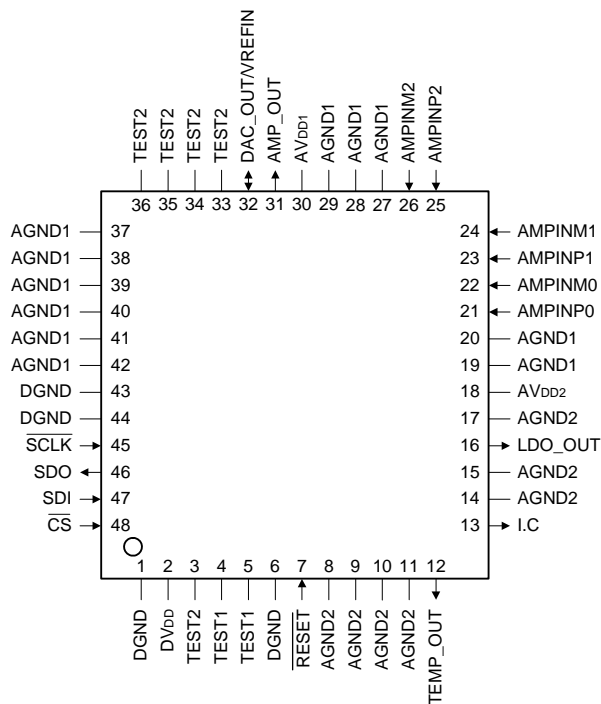 TEST2
TEST2
TEST2
TEST2
DAC_OUT/VREFIN
AMP_OUT
AVDD1
AGND1
AGND1
AGND1
AMPINM2
AMPINP2
36 35 34 33 32 31 30 29 28 27 26 25
AGND1 37
AGND1 38
AGND1 39
AGND1 40
AGND1 41
AGND1 42
DGND 43
DGND 44
SCLK 45
SDO 46
SDI 47
CS 48
24 AMPINM1
23 AMPINP1
22 AMPINM0
21 AMPINP0
20 AGND1
19 AGND1
18 AVDD2
17 AGND2
16 LDO_OUT
15 AGND2
14 AGND2
13 I.C
1 2 3 4 5 6 7 8 9 10 11 12
DGND
DVDD
TEST2
TEST1
TEST1
DGND
RESET
AGND2
AGND2
AGND2
AGND2
TEMP_OUT